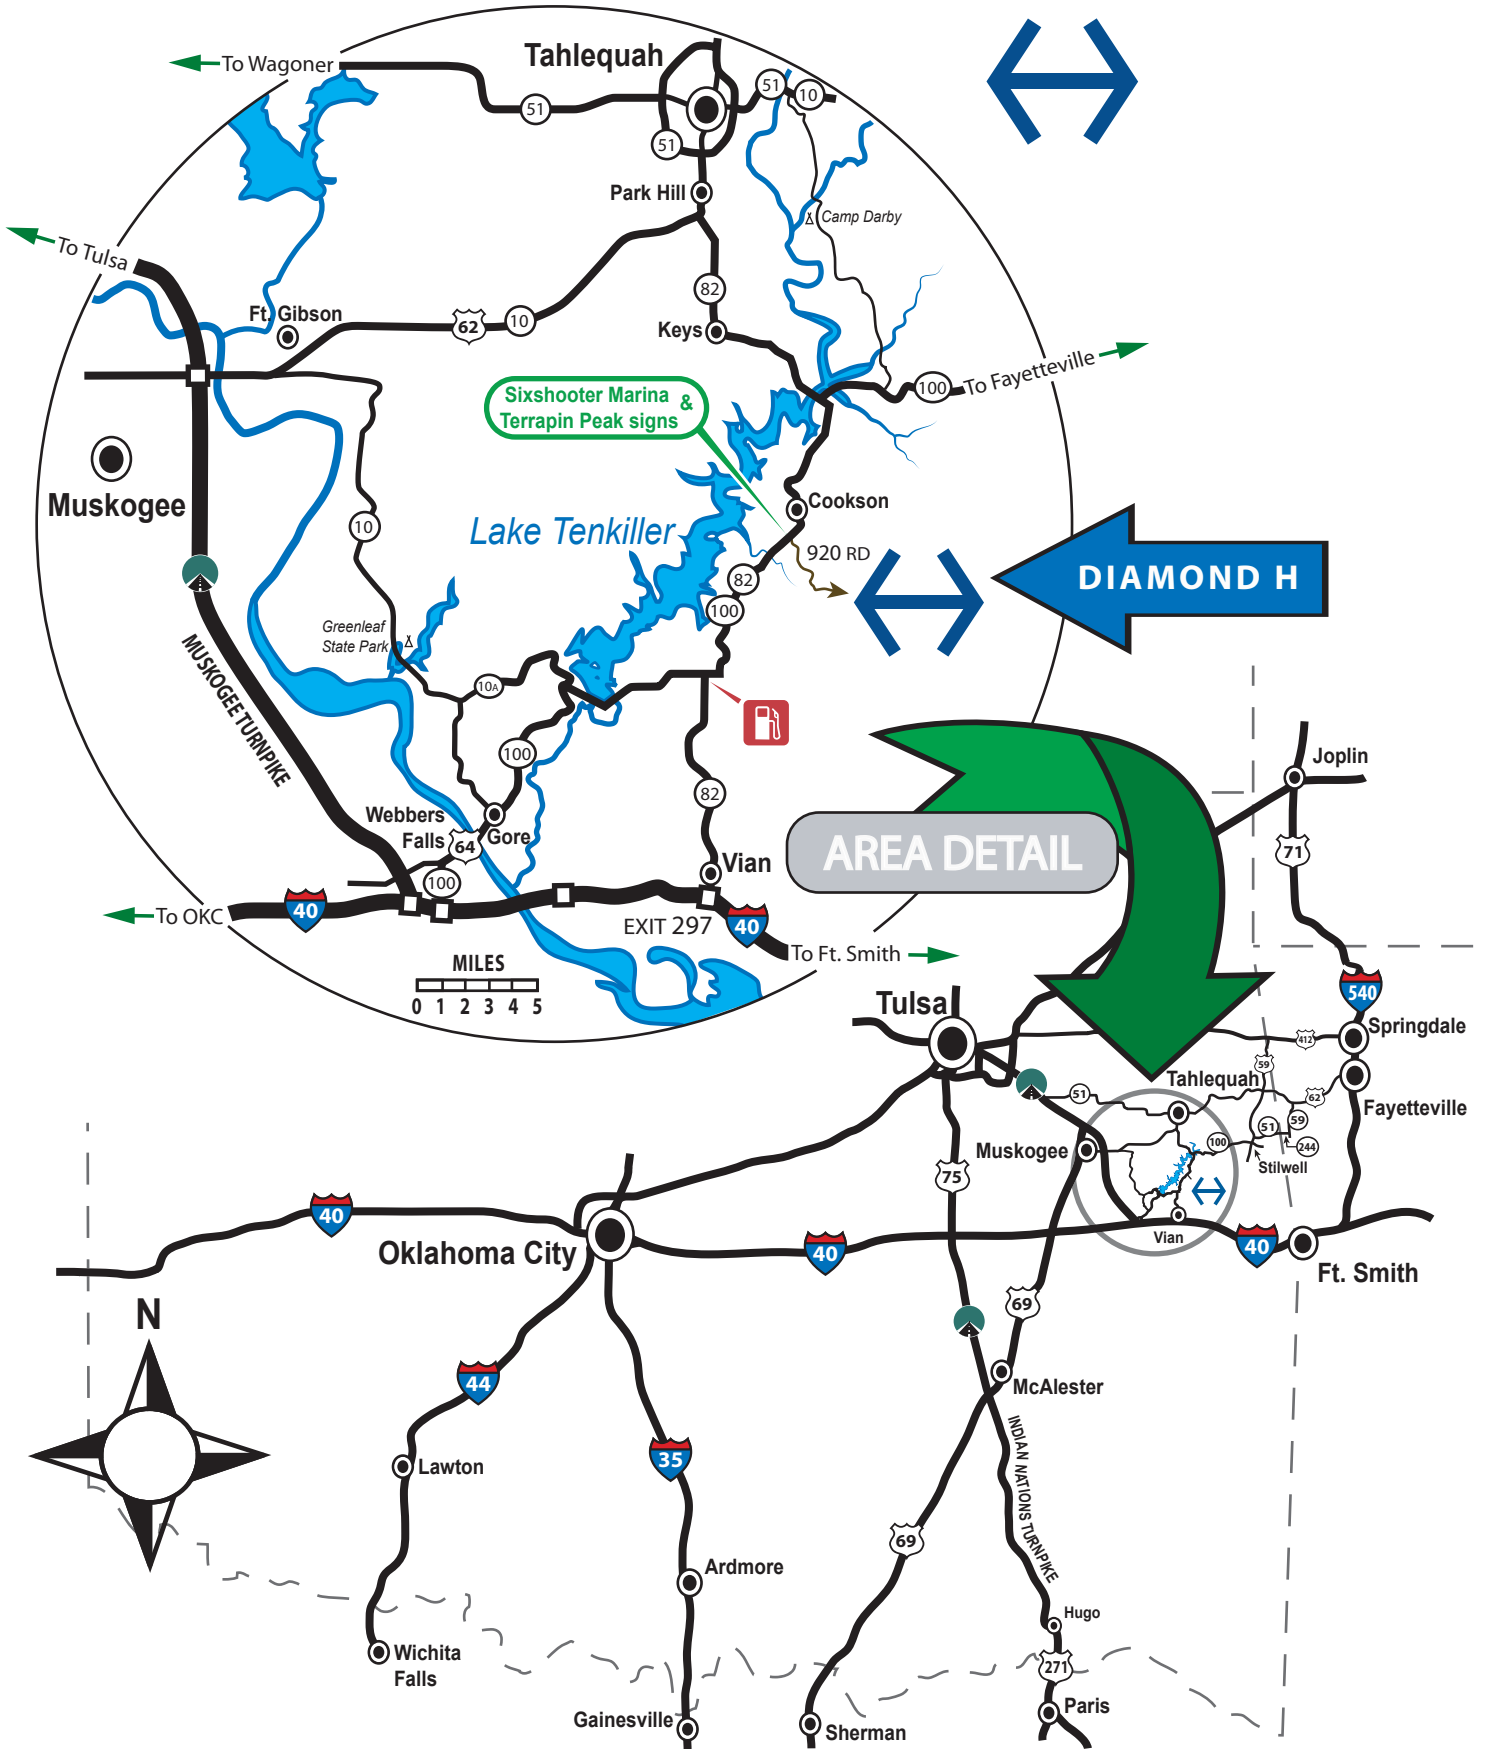 Tahlequah
To Wagoner
51
51
10
51
Park Hill
Camp Darby
To Tulsa
82
Ft. Gibson
62
10
Keys
To Fayetteville
100
Sixshooter Marina &
Terrapin Peak signs
Muskogee
Cookson
10
Lake Tenkiller
920 RD
82
DIAMOND H
100
Greenleaf
State Park
MUSKOGEE TURNPIKE
10A
100
82
Joplin
Webbers
Falls
Gore
64
71
AREA DETAIL
Vian
100
40
To OKC
EXIT 297
40
To Ft. Smith
MILES
0 1 2 3 4 5
540
Tulsa
Springdale
412
59
Tahlequah
51
62
Fayetteville
59
51
Muskogee
100
244
Stilwell
75
40
Vian
Oklahoma City
40
40
Ft. Smith
N
69
44
McAlester
INDIAN NATIONS TURNPIKE
35
Lawton
69
Ardmore
Hugo
Wichita
Falls
271
Paris
Gainesville
Sherman